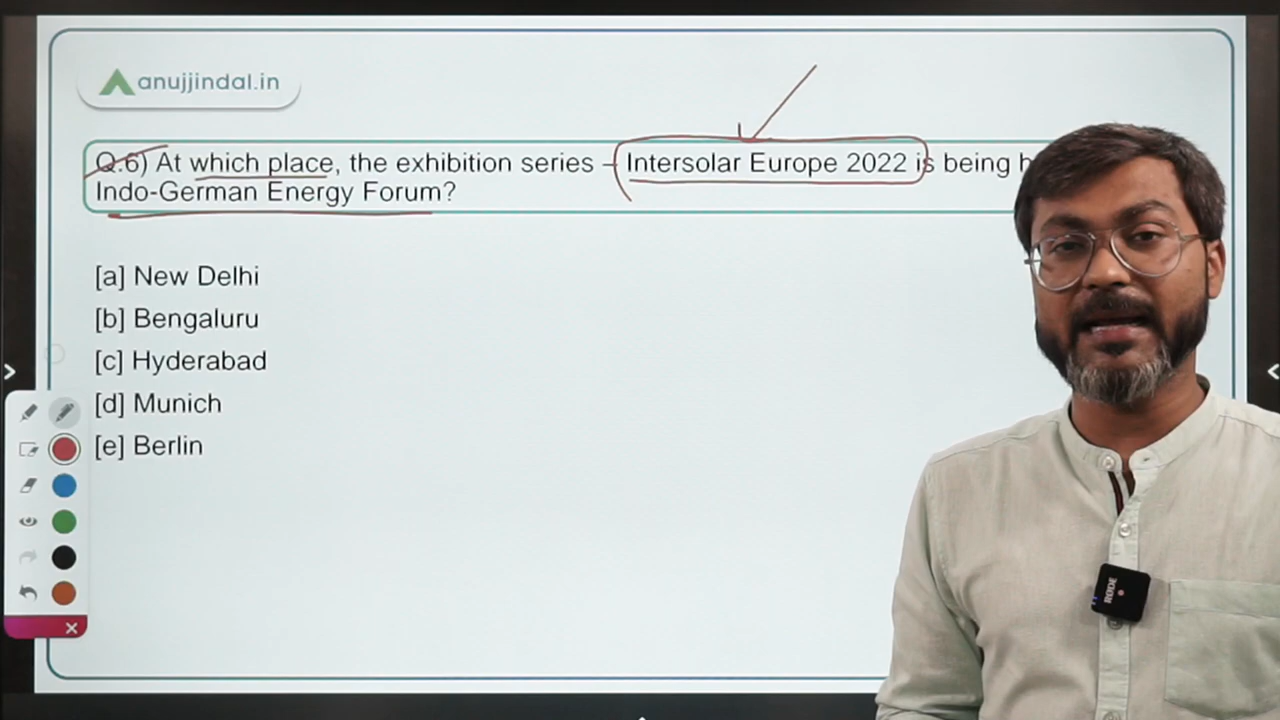 anujjindal.in
Q.6) At which place, the exhibition series – Intersolar Europe 2022 is being
Indo-German Energy Forum?
[a] New Delhi
[b] Bengaluru
[c] Hyderabad
[d] Munich
[e] Berlin
RODE